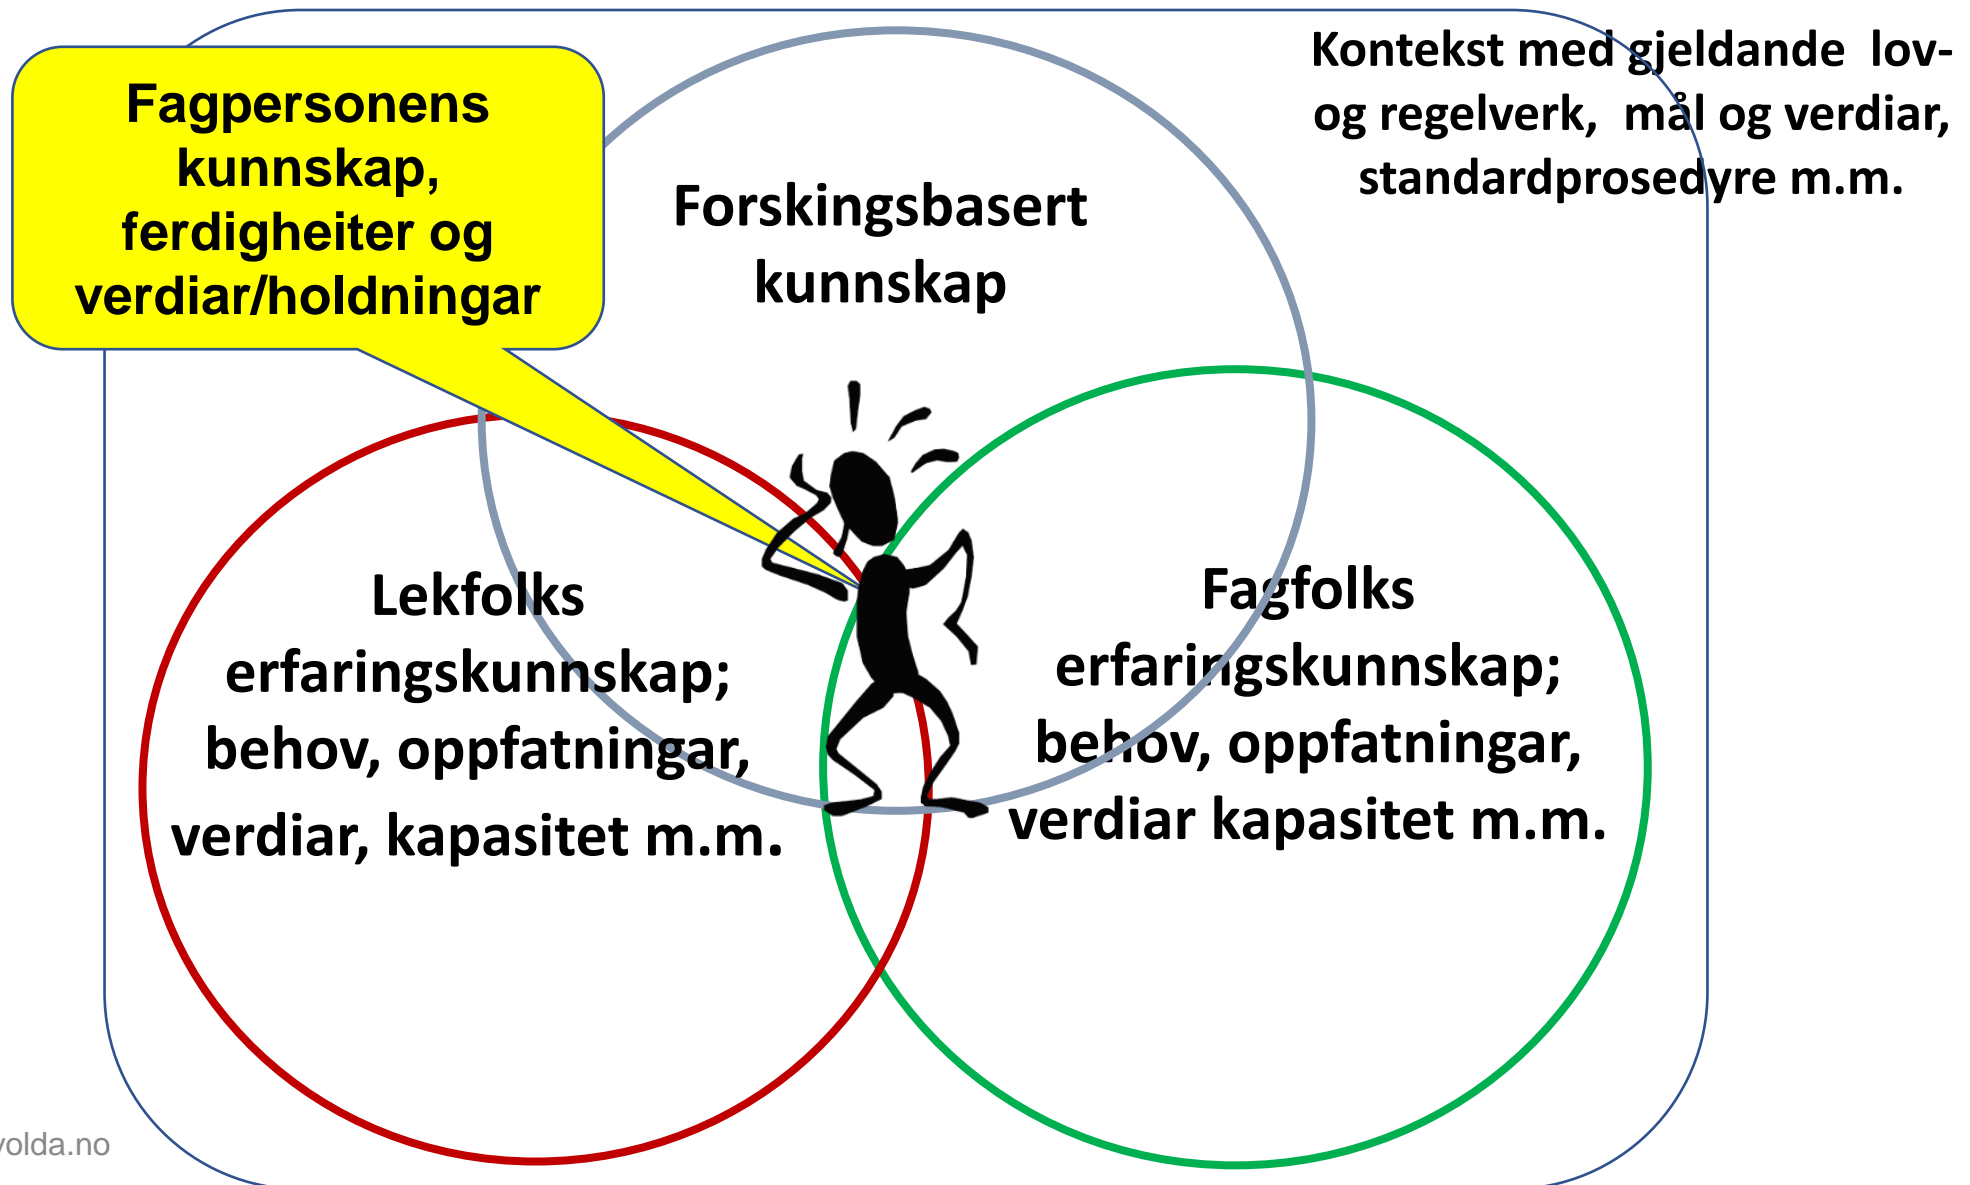 Fagpersonens
kunnskap,
ferdigheiter og
verdiar/holdningar
Kontekst med gjeldande lov-
og regelverk, mål og verdiar,
standardprosedyre m.m.
Forskingsbasert
kunnskap
Lekfolks
erfaringskunnskap;
behov, oppfatningar,
verdiar, kapasitet m.m.
Fagfolks
erfaringskunnskap;
behov, oppfatningar,
verdiar kapasitet m.m.
volda.no